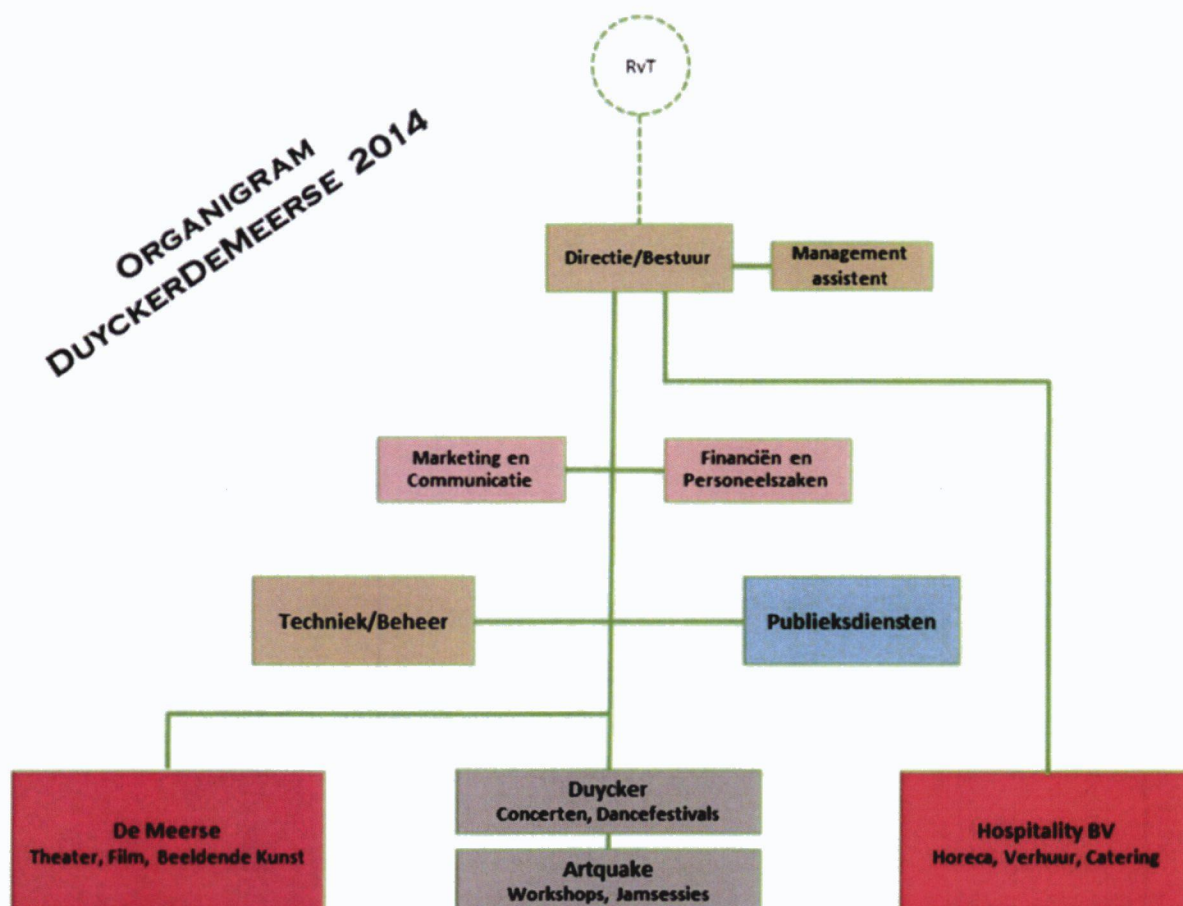 RvT
ORGANIGRAM
DUYCKERDEMEERSE 2014
Directie/Bestuur
Management
assistent
Marketing en
Communicatie
Financiën en
Personeelszaken
Techniek/Beheer
Publieksdiensten
De Meerse
Theater, Film, Beeldende Kunst
Duycker
Concerten, Dancefestivals
Artquake
Workshops, Jamsessies
Hospitality BV
Horeca, Verhuur, Catering